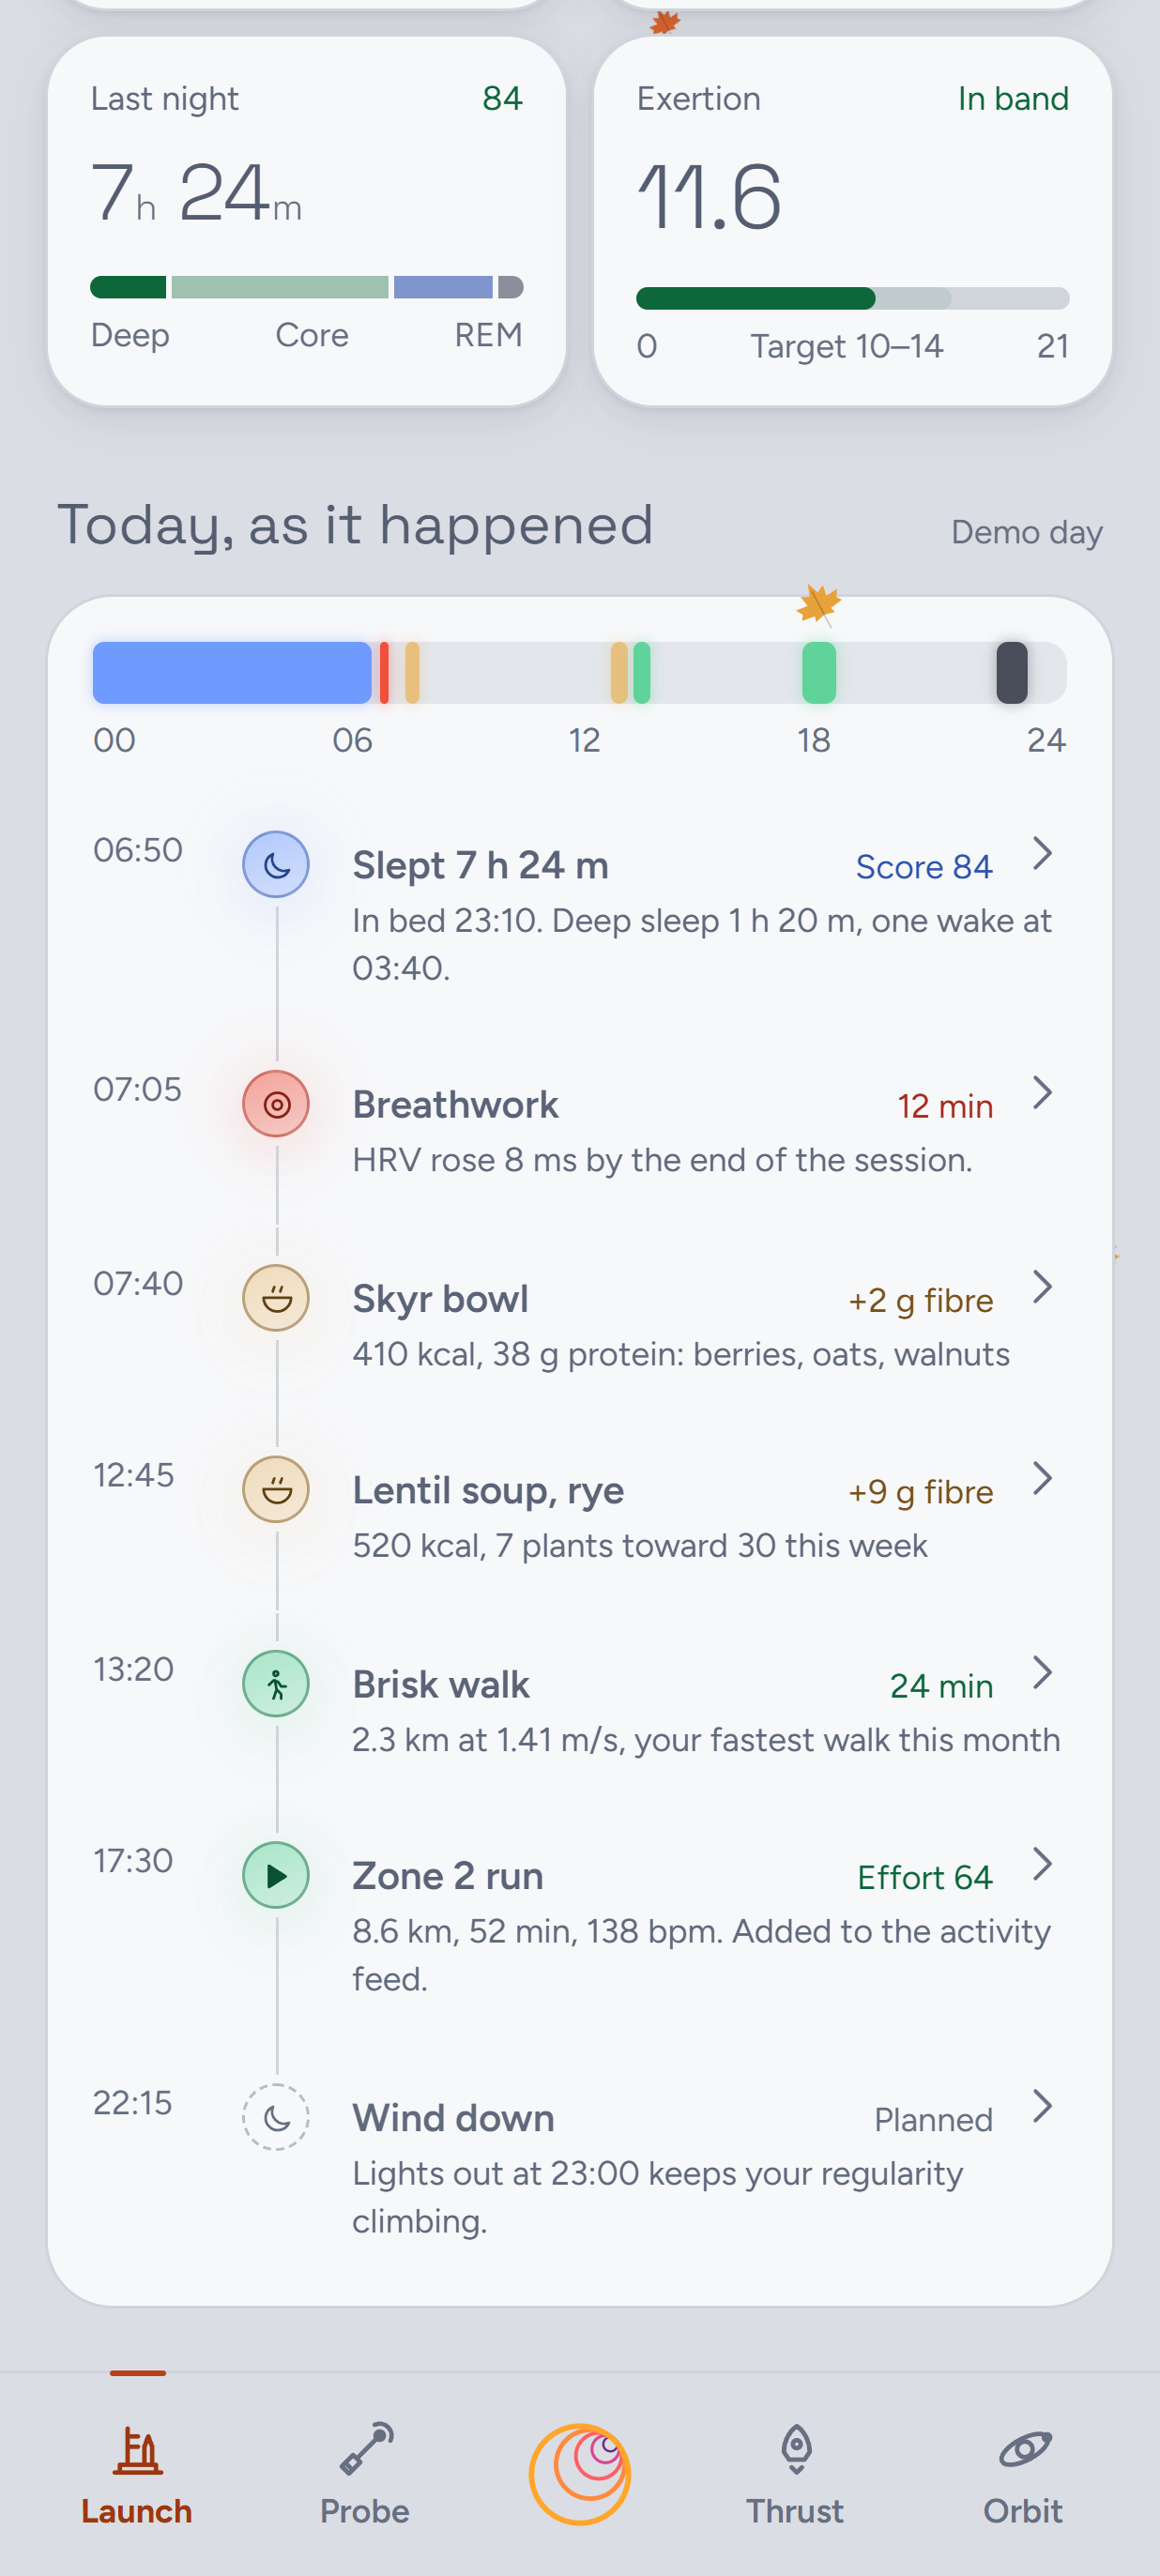 Last night 84
7h 24m
Deep Core REM
Exertion In band
11.6
0 Target 10–14 21
Today, as it happened Demo day
00 06 12 18 24
06:50 Slept 7 h 24 m Score 84
In bed 23:10. Deep sleep 1 h 20 m, one wake at
03:40.
07:05 Breathwork 12 min
HRV rose 8 ms by the end of the session.
07:40 Skyr bowl +2 g fibre
410 kcal, 38 g protein: berries, oats, walnuts
12:45 Lentil soup, rye +9 g fibre
520 kcal, 7 plants toward 30 this week
13:20 Brisk walk 24 min
2.3 km at 1.41 m/s, your fastest walk this month
17:30 Zone 2 run Effort 64
8.6 km, 52 min, 138 bpm. Added to the activity
feed.
22:15 Wind down Planned
Lights out at 23:00 keeps your regularity
climbing.
Launch Probe Thrust Orbit